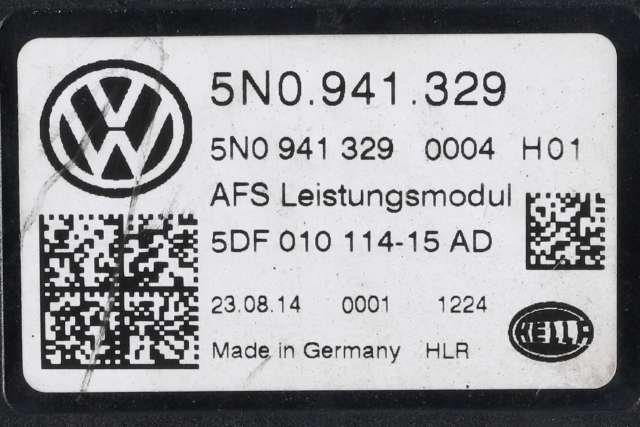 5N0.941.329
5N0 941 329 0004 H01
AFS Leistungsmodul
5DF 010 114-15 AD
23.08.14 0001 1224
Made in Germany HLR
HELLA